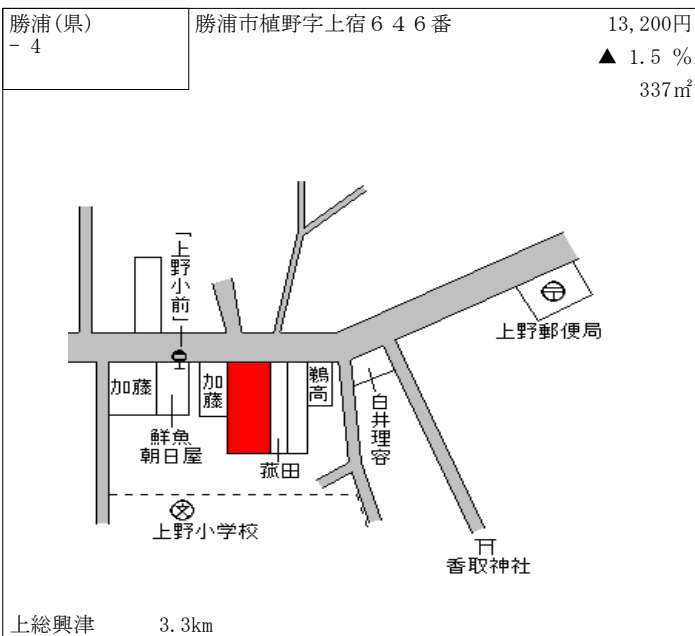 勝浦(県)
- 4
勝浦市植野字上宿６４６番
13,200円
▲ 1.5 %
337㎡
「上野小前」
上野郵便局
加藤
加藤
鵜高
白井理容
鮮魚
朝日屋
菰田
上野小学校
香取神社
上総興津 3.3km